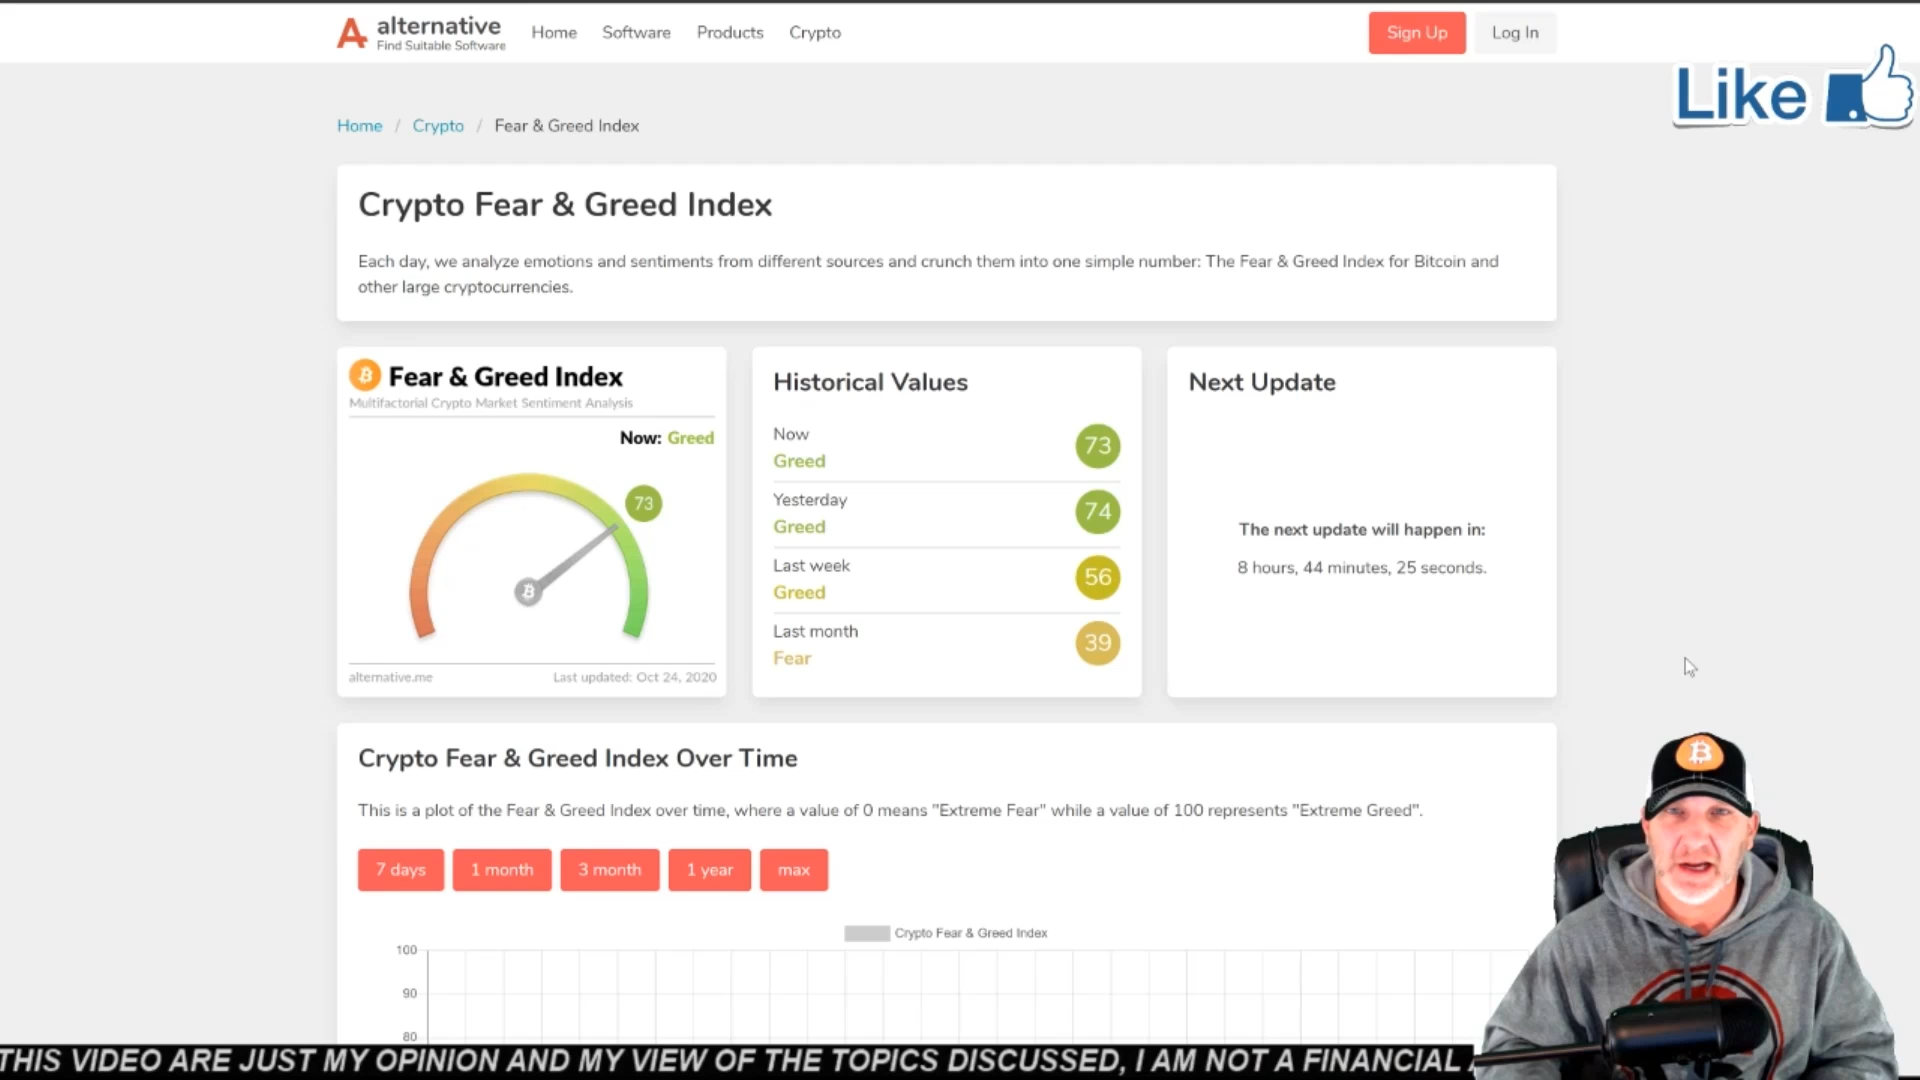 alternative
Find Suitable Software
Home
Software
Products
Crypto
Sign Up
Log In
Like
Home / Crypto / Fear & Greed Index
Crypto Fear & Greed Index
Each day, we analyze emotions and sentiments from different sources and crunch them into one simple number: The Fear & Greed Index for Bitcoin and
other large cryptocurrencies.
Fear & Greed Index
Multifactorial Crypto Market Sentiment Analysis
Now: Greed
73
alternative.me
Last updated: Oct 24, 2020
Historical Values
Now
Greed
73
Yesterday
Greed
74
Last week
Greed
56
Last month
Fear
39
Next Update
The next update will happen in:
8 hours, 44 minutes, 25 seconds.
Crypto Fear & Greed Index Over Time
This is a plot of the Fear & Greed Index over time, where a value of 0 means "Extreme Fear" while a value of 100 represents "Extreme Greed".
7 days
1 month
3 month
1 year
max
Crypto Fear & Greed Index
100
90
80
THIS VIDEO ARE JUST MY OPINION AND MY VIEW OF THE TOPICS DISCUSSED, I AM NOT A FINANCIAL